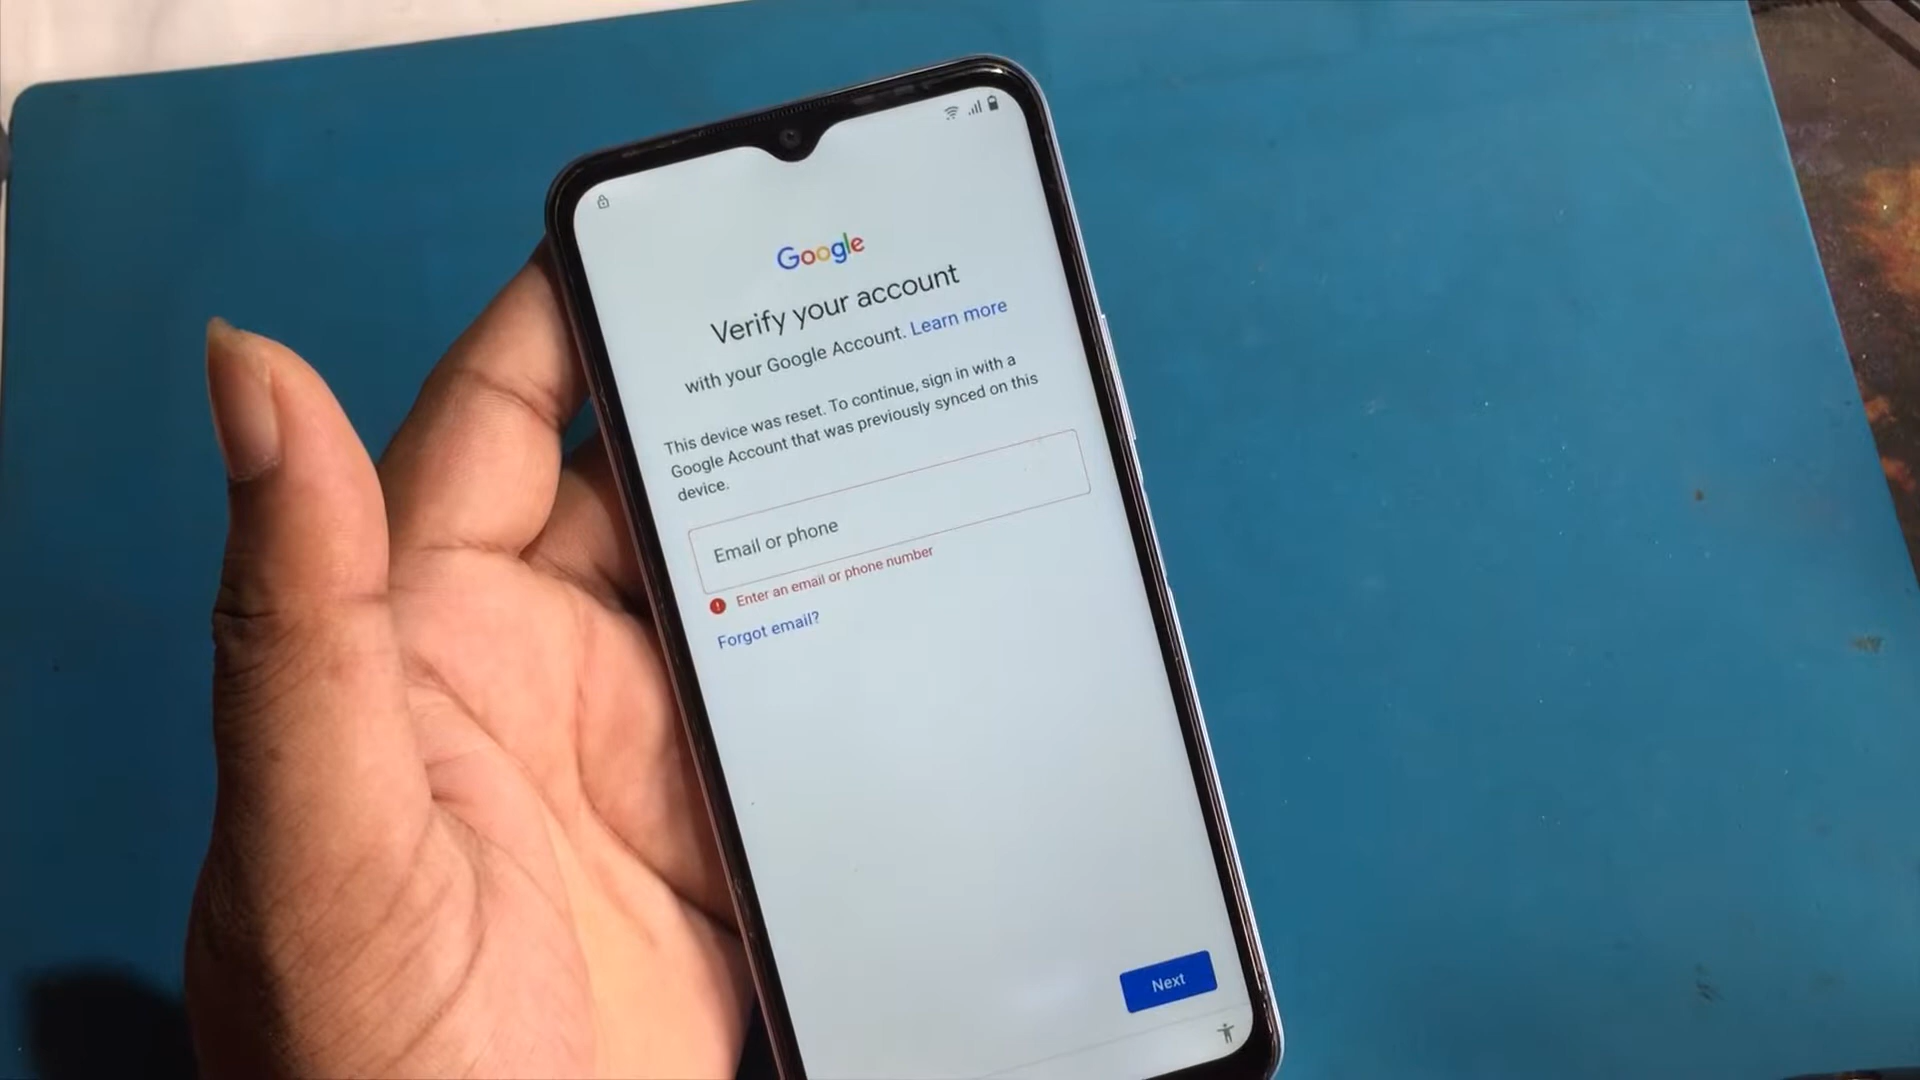 Google
Verify your account
with your Google Account. Learn more
This device was reset. To continue, sign in with a
Google Account that was previously synced on this
device.
Email or phone
Enter an email or phone number
Forgot email?
Next